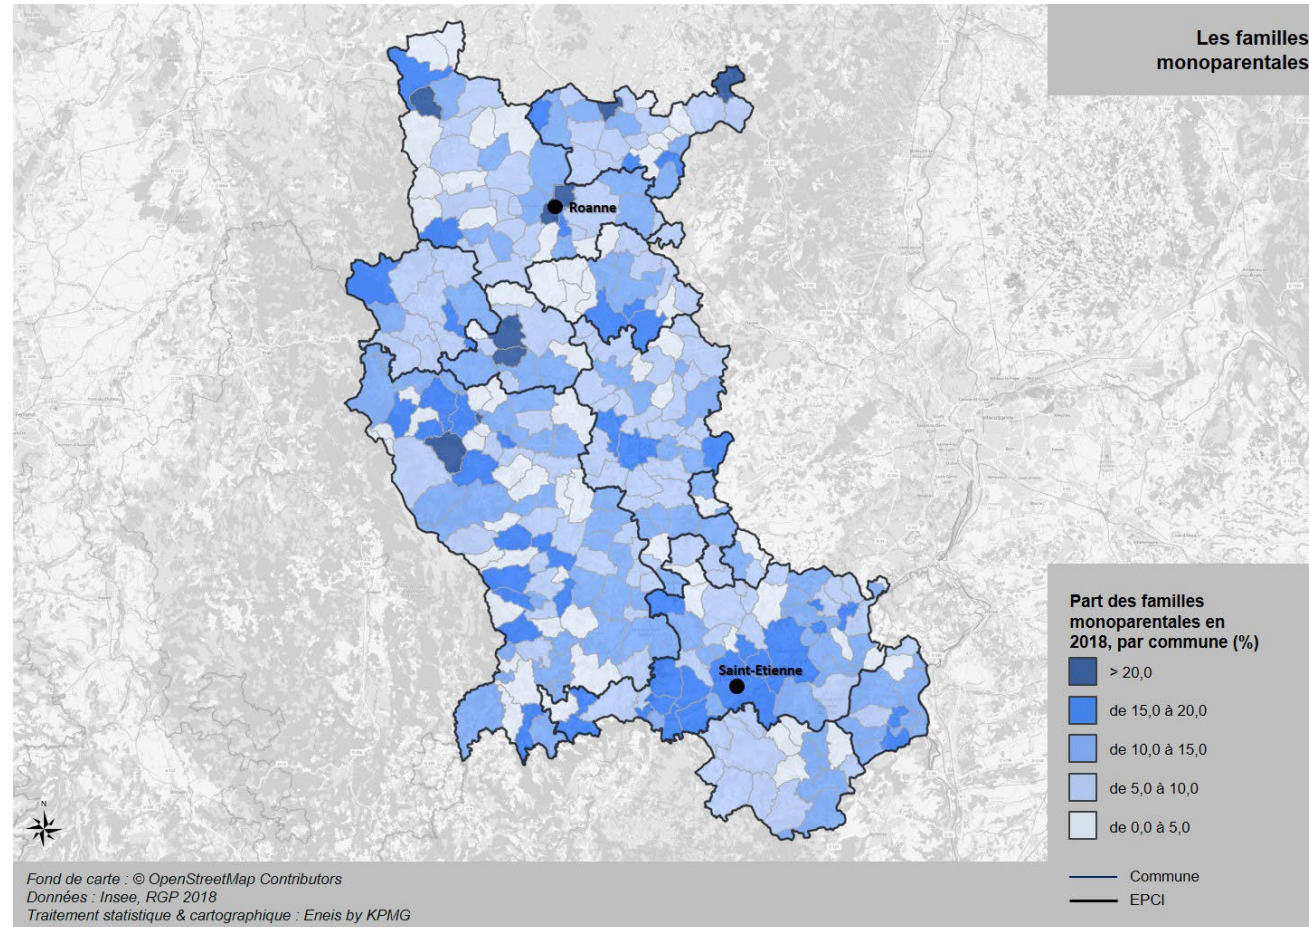 Les familles
monoparentales
Roanne
Saint-Etienne
Part des familles
monoparentales en
2018, par commune (%)
> 20,0
de 15,0 à 20,0
de 10,0 à 15,0
de 5,0 à 10,0
de 0,0 à 5,0
Commune
EPCI
N
Fond de carte : © OpenStreetMap Contributors
Données : Insee, RGP 2018
Traitement statistique & cartographique : Eneis by KPMG